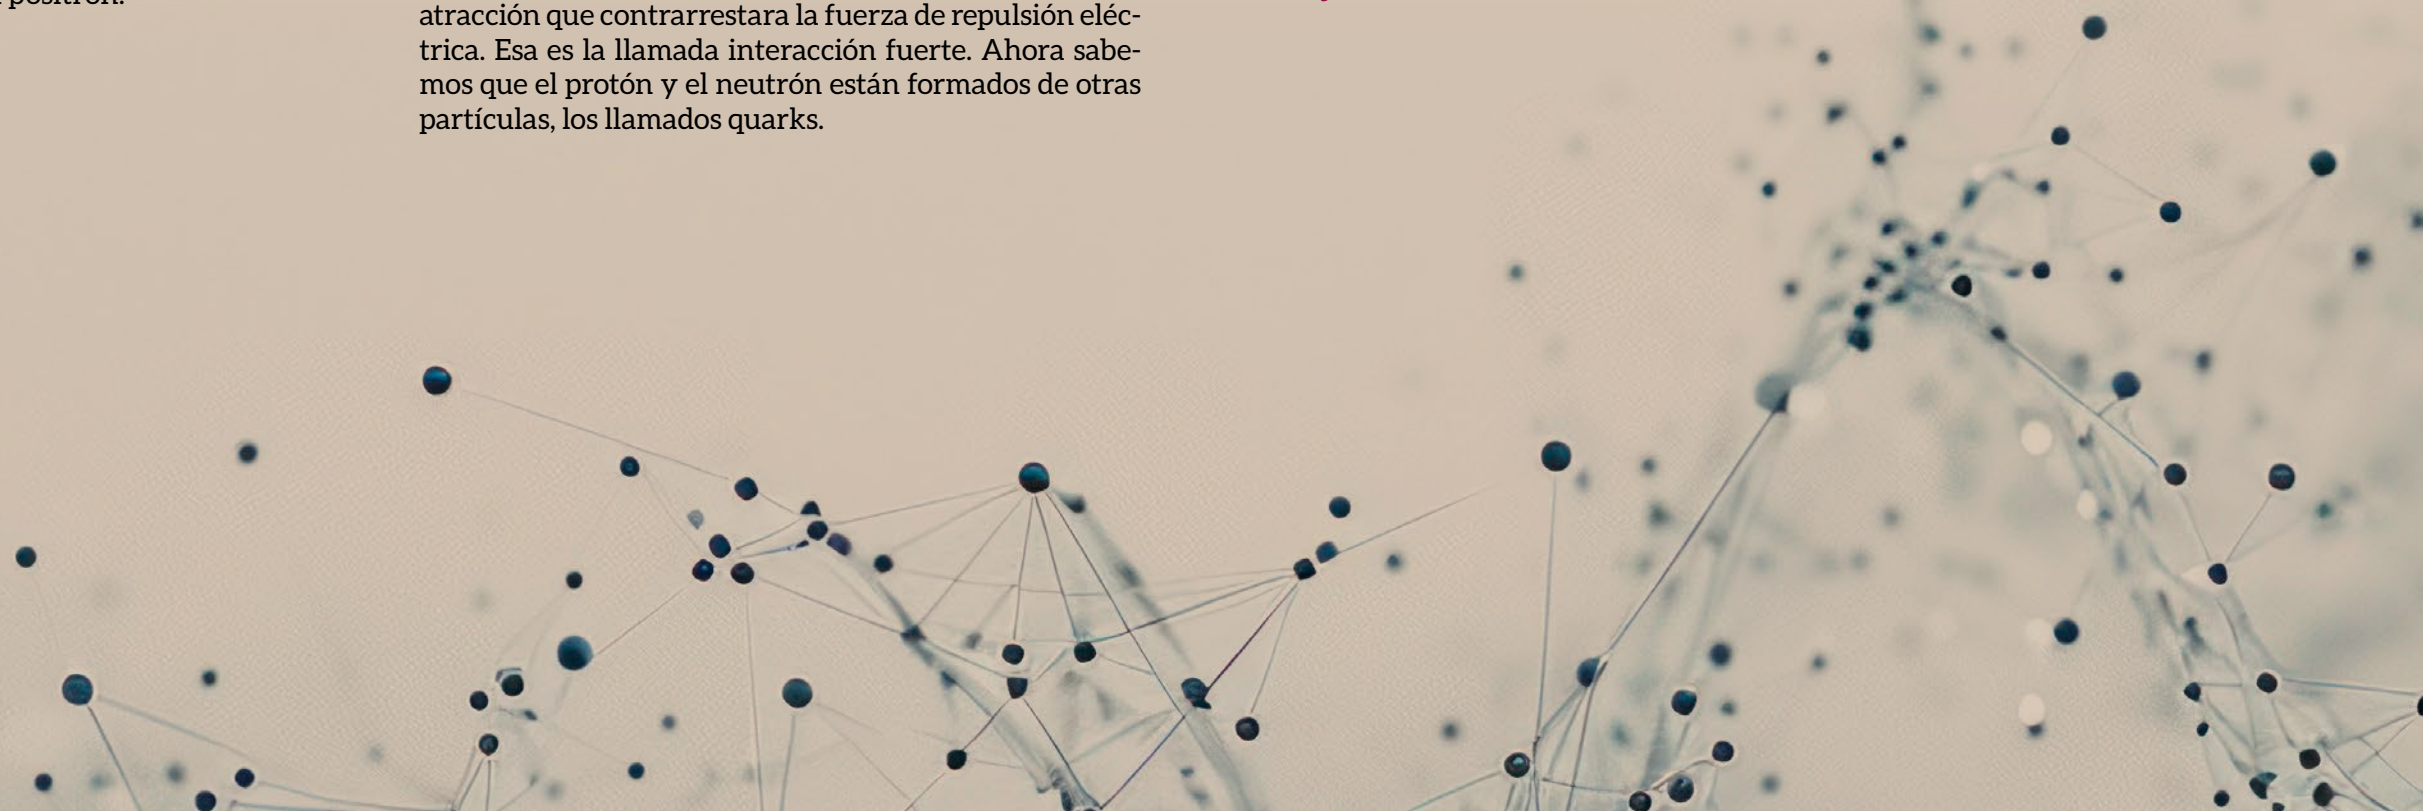 positrón.
atracción que contrarrestara la fuerza de repulsión eléc-
trica. Esa es la llamada interacción fuerte. Ahora sabe-
mos que el protón y el neutrón están formados de otras
partículas, los llamados quarks.